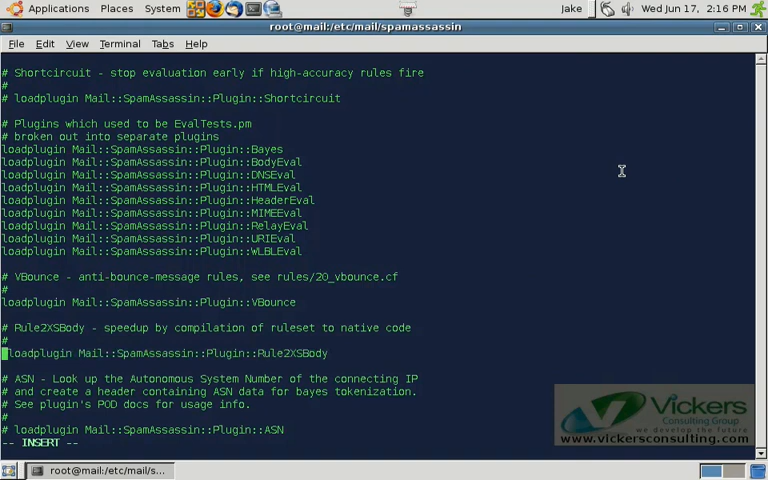 Applications Places System Jake Wed Jun 17, 2:16 PM
root@mail:/etc/mail/spamassassin
File Edit View Terminal Tabs Help
# Shortcircuit - stop evaluation early if high-accuracy rules fire
#
# loadplugin Mail::SpamAssassin::Plugin::Shortcircuit
# Plugins which used to be EvalTests.pm
# broken out into separate plugins
loadplugin Mail::SpamAssassin::Plugin::Bayes
loadplugin Mail::SpamAssassin::Plugin::BodyEval
loadplugin Mail::SpamAssassin::Plugin::DNSEval
loadplugin Mail::SpamAssassin::Plugin::HTMLEval
loadplugin Mail::SpamAssassin::Plugin::HeaderEval
loadplugin Mail::SpamAssassin::Plugin::MIMEEval
loadplugin Mail::SpamAssassin::Plugin::RelayEval
loadplugin Mail::SpamAssassin::Plugin::URIEval
loadplugin Mail::SpamAssassin::Plugin::WLBLEval
# VBounce - anti-bounce-message rules, see rules/20_vbounce.cf
#
loadplugin Mail::SpamAssassin::Plugin::VBounce
# Rule2XSBody - speedup by compilation of ruleset to native code
#
loadplugin Mail::SpamAssassin::Plugin::Rule2XSBody
# ASN - Look up the Autonomous System Number of the connecting IP
# and create a header containing ASN data for bayes tokenization.
# See plugin's POD docs for usage info.
#
# loadplugin Mail::SpamAssassin::Plugin::ASN
-- INSERT --
Vickers
Consulting Group
we develop the future
www.vickersconsulting.com
root@mail:/etc/mail/s...